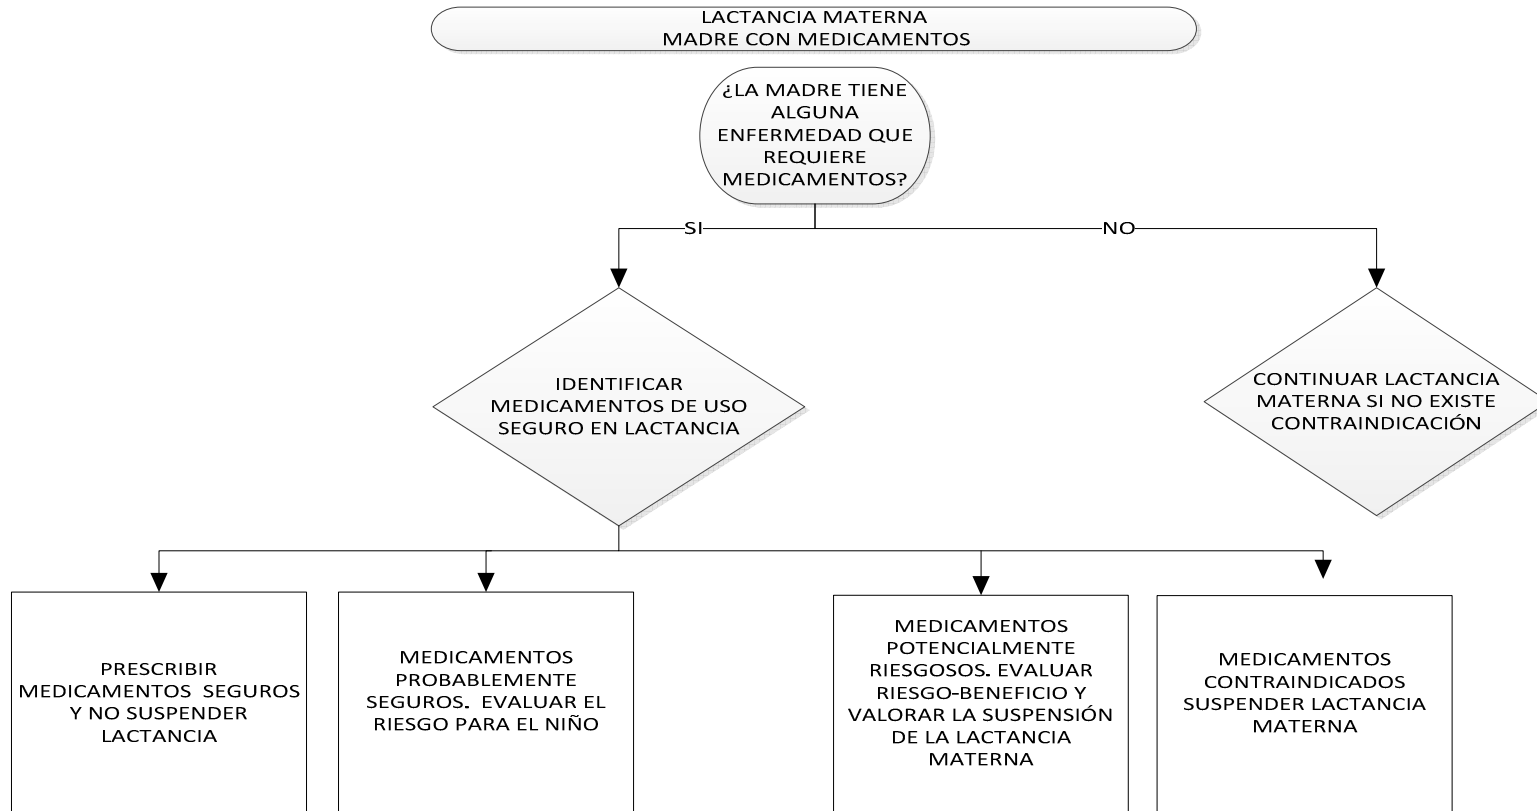 LACTANCIA MATERNA
MADRE CON MEDICAMENTOS
¿LA MADRE TIENE
ALGUNA
ENFERMEDAD QUE
REQUIERE
MEDICAMENTOS?
SI
NO
IDENTIFICAR
MEDICAMENTOS DE USO
SEGURO EN LACTANCIA
CONTINUAR LACTANCIA
MATERNA SI NO EXISTE
CONTRAINDICACIÓN
PRESCRIBIR
MEDICAMENTOS SEGUROS
Y NO SUSPENDER
LACTANCIA
MEDICAMENTOS
PROBABLEMENTE
SEGUROS. EVALUAR EL
RIESGO PARA EL NIÑO
MEDICAMENTOS
POTENCIALMENTE
RIESGOSOS. EVALUAR
RIESGO-BENEFICIO Y
VALORAR LA SUSPENSIÓN
DE LA LACTANCIA
MATERNA
MEDICAMENTOS
CONTRAINDICADOS
SUSPENDER LACTANCIA
MATERNA